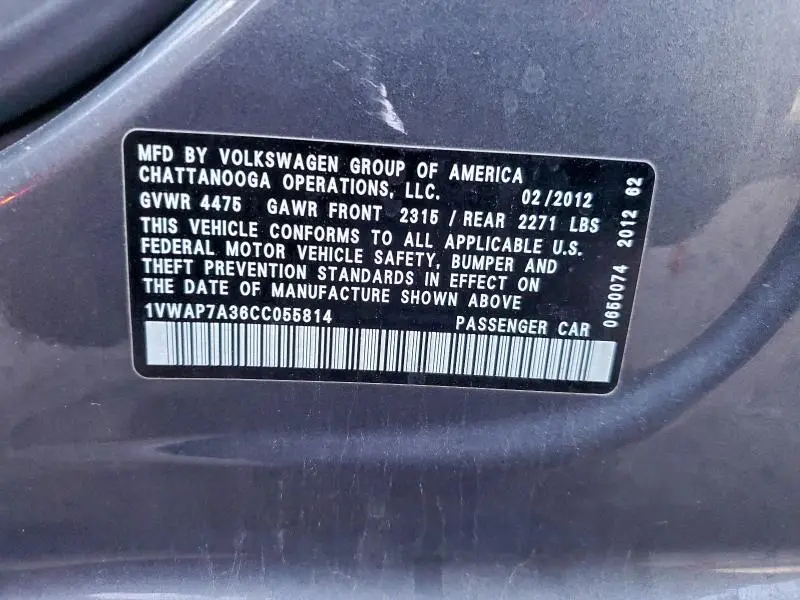 MFD BY VOLKSWAGEN GROUP OF AMERICA
CHATTANOOGA OPERATIONS, LLC. 02/2012
GVWR 4475 GAWR FRONT 2315 / REAR 2271 LBS
THIS VEHICLE CONFORMS TO ALL APPLICABLE U.S.
FEDERAL MOTOR VEHICLE SAFETY, BUMPER AND
THEFT PREVENTION STANDARDS IN EFFECT ON
THE DATE OF MANUFACTURE SHOWN ABOVE
1VWAP7A36CC055814 PASSENGER CAR
0650074 2012 62